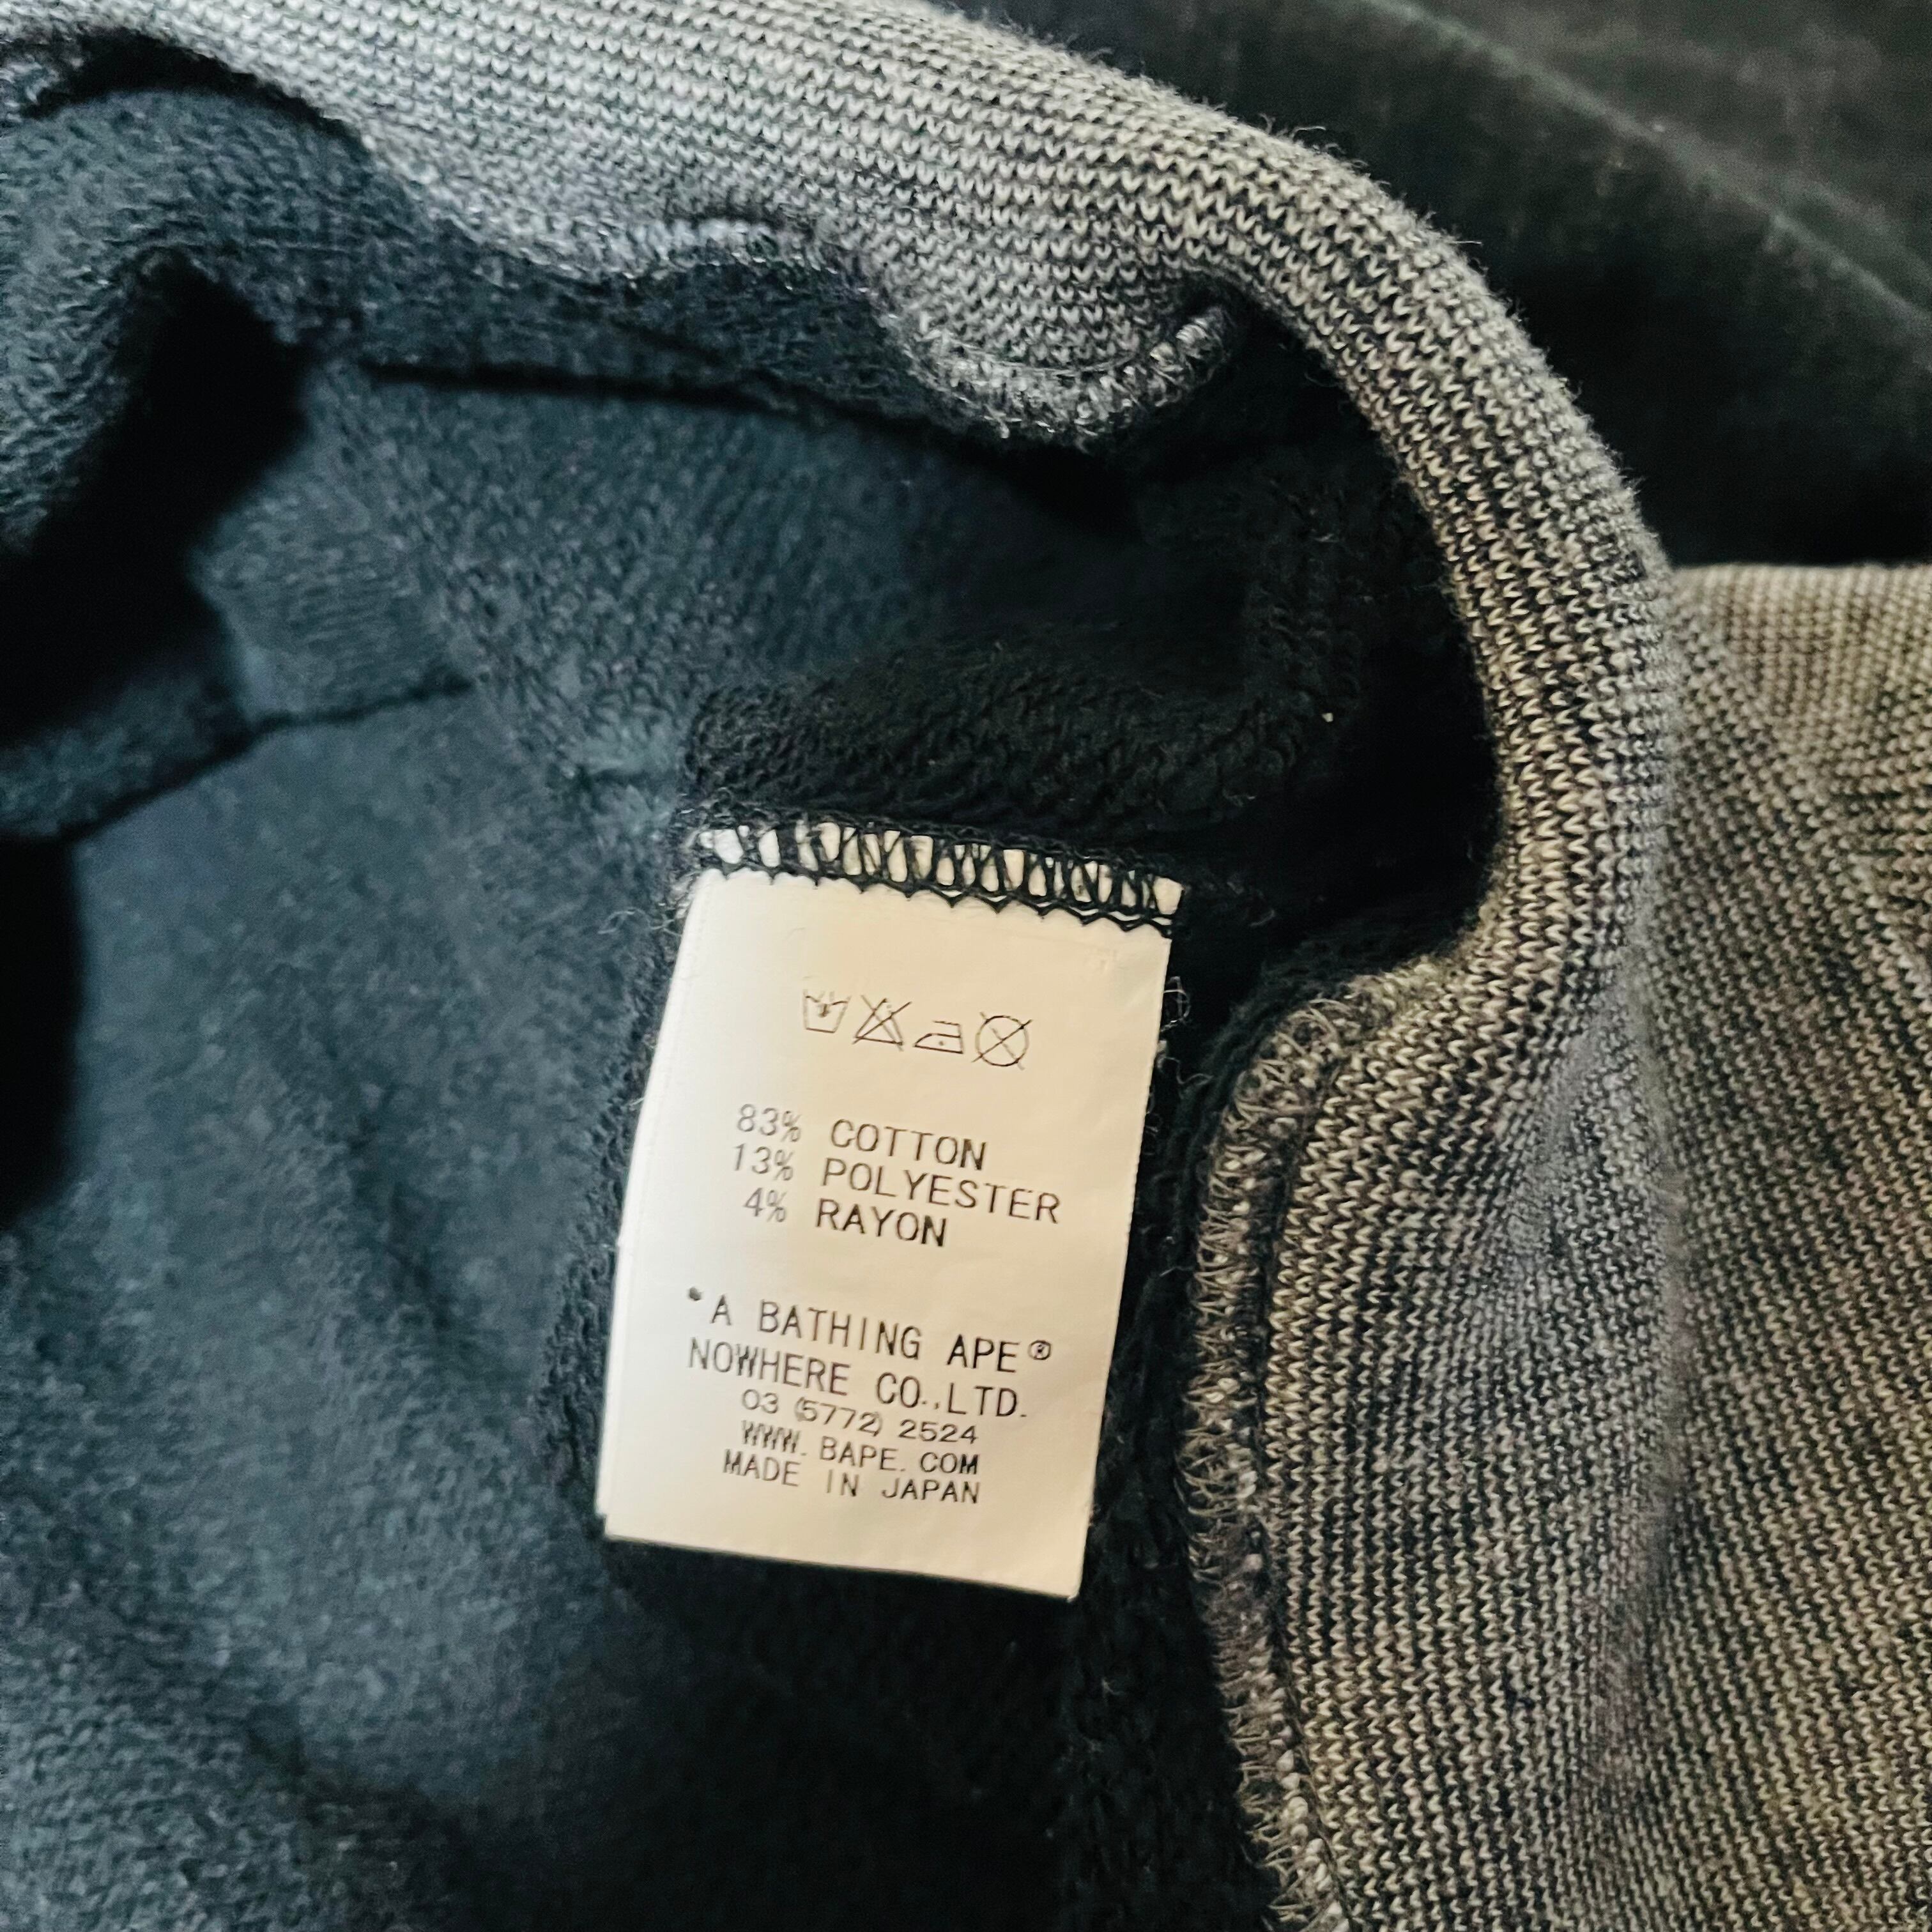 83% COTTON
13% POLYESTER
4% RAYON
*A BATHING APE®
NOWHERE CO.,LTD.
03 (5772) 2524
WWW.BAPE.COM
MADE IN JAPAN